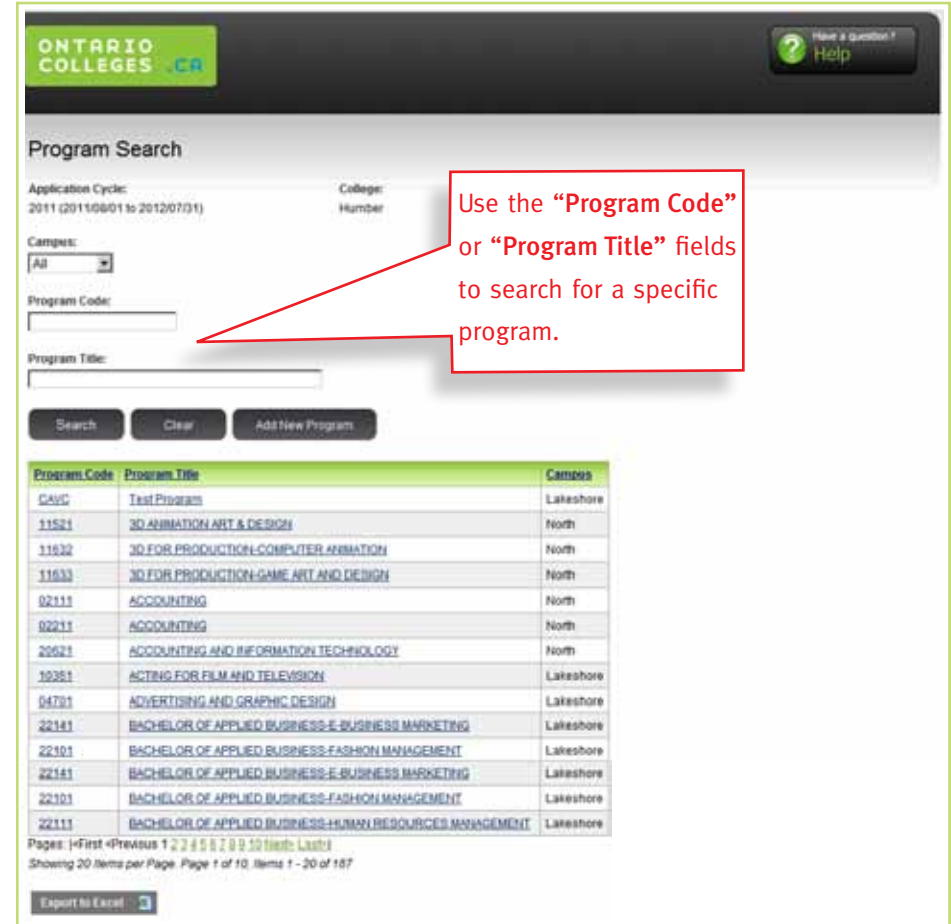 ONTARIO
COLLEGES .CA
Have a question?
Help
Program Search
Application Cycle:
2011 (2011/08/01 to 2012/07/31)
College:
Humber
Use the “Program Code”
or “Program Title” fields
to search for a specific
program.
Campus:
All
Program Code:
Program Title:
Search Clear Add New Program
Program Code Program Title Campus
CAVC Test Program Lakeshore
11521 3D ANIMATION ART & DESIGN North
11632 3D FOR PRODUCTION-COMPUTER ANIMATION North
11633 3D FOR PRODUCTION-GAME ART AND DESIGN North
02111 ACCOUNTING North
02211 ACCOUNTING North
20621 ACCOUNTING AND INFORMATION TECHNOLOGY North
10351 ACTING FOR FILM AND TELEVISION Lakeshore
04701 ADVERTISING AND GRAPHIC DESIGN Lakeshore
22141 BACHELOR OF APPLIED BUSINESS-E-BUSINESS MARKETING Lakeshore
22101 BACHELOR OF APPLIED BUSINESS-FASHION MANAGEMENT Lakeshore
22141 BACHELOR OF APPLIED BUSINESS-E-BUSINESS MARKETING Lakeshore
22101 BACHELOR OF APPLIED BUSINESS-FASHION MANAGEMENT Lakeshore
22111 BACHELOR OF APPLIED BUSINESS-HUMAN RESOURCES MANAGEMENT Lakeshore
Pages: |<First <Previous 1 2 3 4 5 6 7 8 9 10 Next> Last>|
Showing 20 Items per Page. Page 1 of 10, Items 1 - 20 of 187
Export to Excel